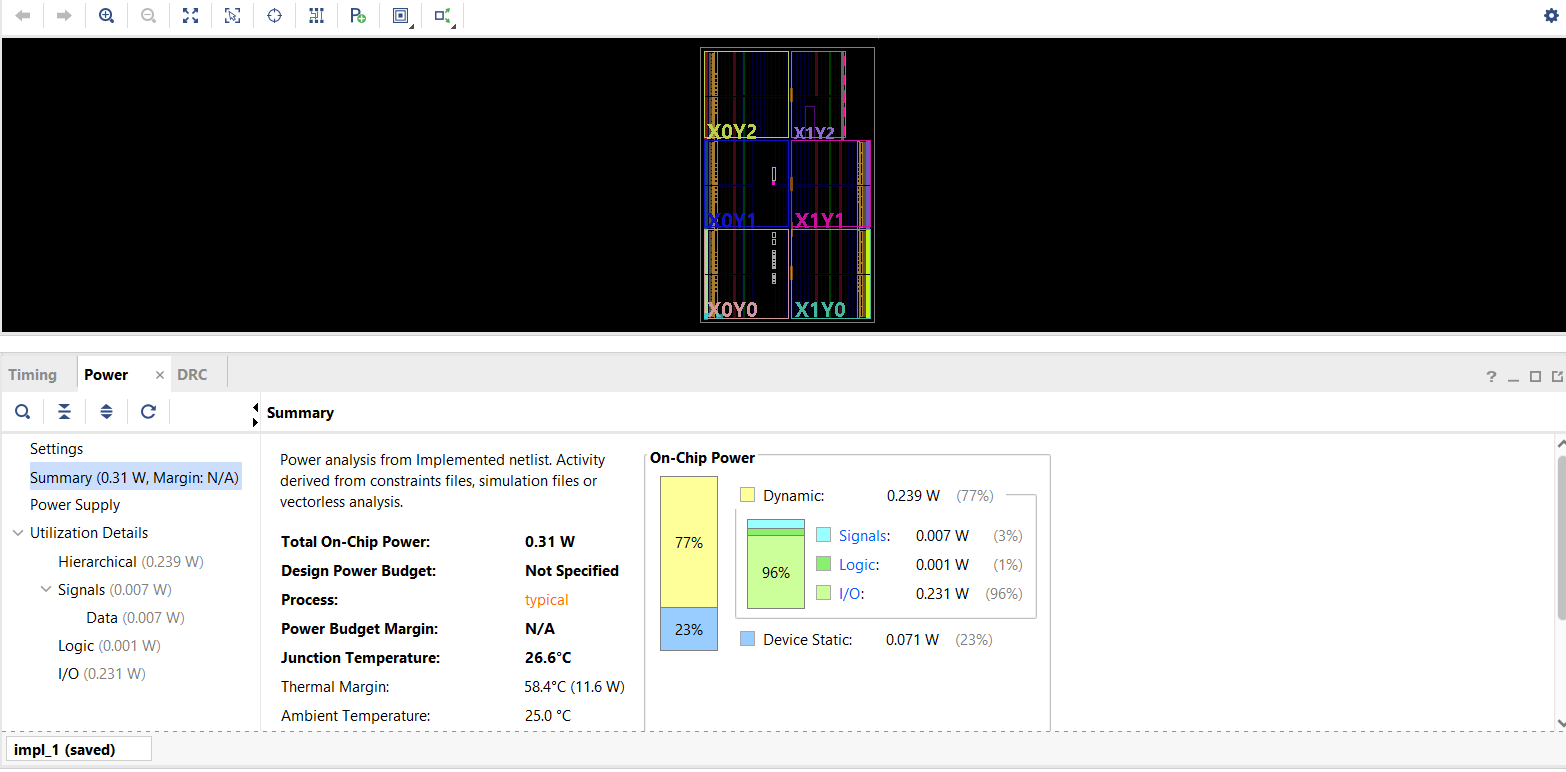 X0Y2 X1Y2
X0Y1 X1Y1
X0Y0 X1Y0
Timing Power × DRC ?
Summary
Settings
Summary (0.31 W, Margin: N/A)
Power Supply
Utilization Details
Hierarchical (0.239 W)
Signals (0.007 W)
Data (0.007 W)
Logic (0.001 W)
I/O (0.231 W)
Power analysis from Implemented netlist. Activity
derived from constraints files, simulation files or
vectorless analysis.
Total On-Chip Power: 0.31 W
Design Power Budget: Not Specified
Process: typical
Power Budget Margin: N/A
Junction Temperature: 26.6°C
Thermal Margin: 58.4°C (11.6 W)
Ambient Temperature: 25.0 °C
On-Chip Power
77%
23%
Dynamic: 0.239 W (77%)
96%
Signals: 0.007 W (3%)
Logic: 0.001 W (1%)
I/O: 0.231 W (96%)
Device Static: 0.071 W (23%)
impl_1 (saved)